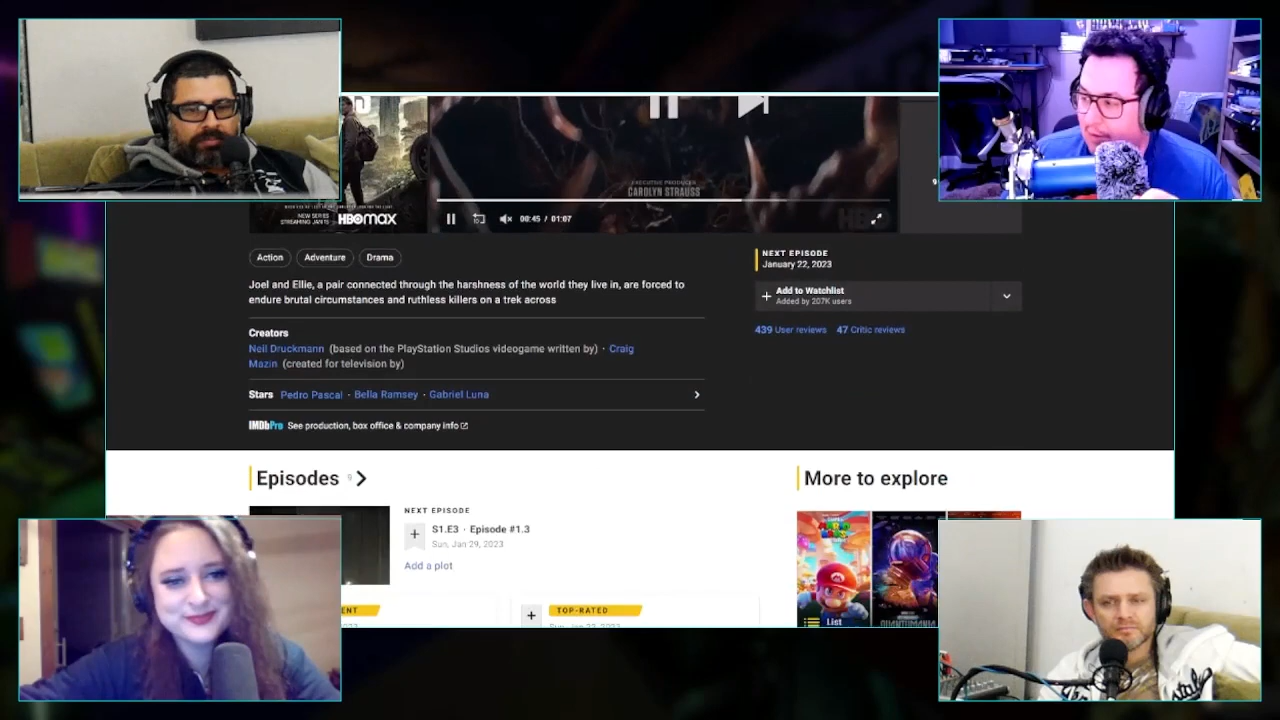 NEW SERIES
STREAMING JAN 15
HBOMAX
EXECUTIVE PRODUCER
CAROLYN STRAUSS
00:45 / 01:07
HBO
Action
Adventure
Drama
NEXT EPISODE
January 22, 2023
Joel and Ellie, a pair connected through the harshness of the world they live in, are forced to
endure brutal circumstances and ruthless killers on a trek across
+ Add to Watchlist
Added by 207K users
439 User reviews 47 Critic reviews
Creators
Neil Druckmann (based on the PlayStation Studios videogame written by) · Craig
Mazin (created for television by)
Stars Pedro Pascal · Bella Ramsey · Gabriel Luna
IMDbPro See production, box office & company info
Episodes 9
More to explore
NEXT EPISODE
+ S1.E3 · Episode #1.3
Sun, Jan 29, 2023
Add a plot
ENT
+ TOP-RATED
List
QUANTUMANIA